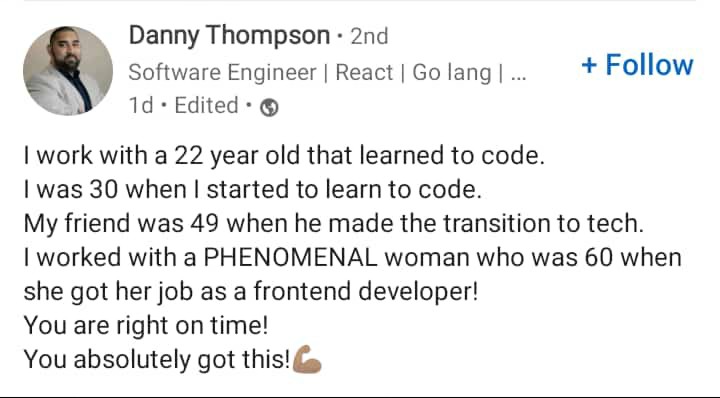 Danny Thompson • 2nd
Software Engineer | React | Go lang | ...
+ Follow
1d • Edited •
I work with a 22 year old that learned to code.
I was 30 when I started to learn to code.
My friend was 49 when he made the transition to tech.
I worked with a PHENOMENAL woman who was 60 when
she got her job as a frontend developer!
You are right on time!
You absolutely got this!💪🏽